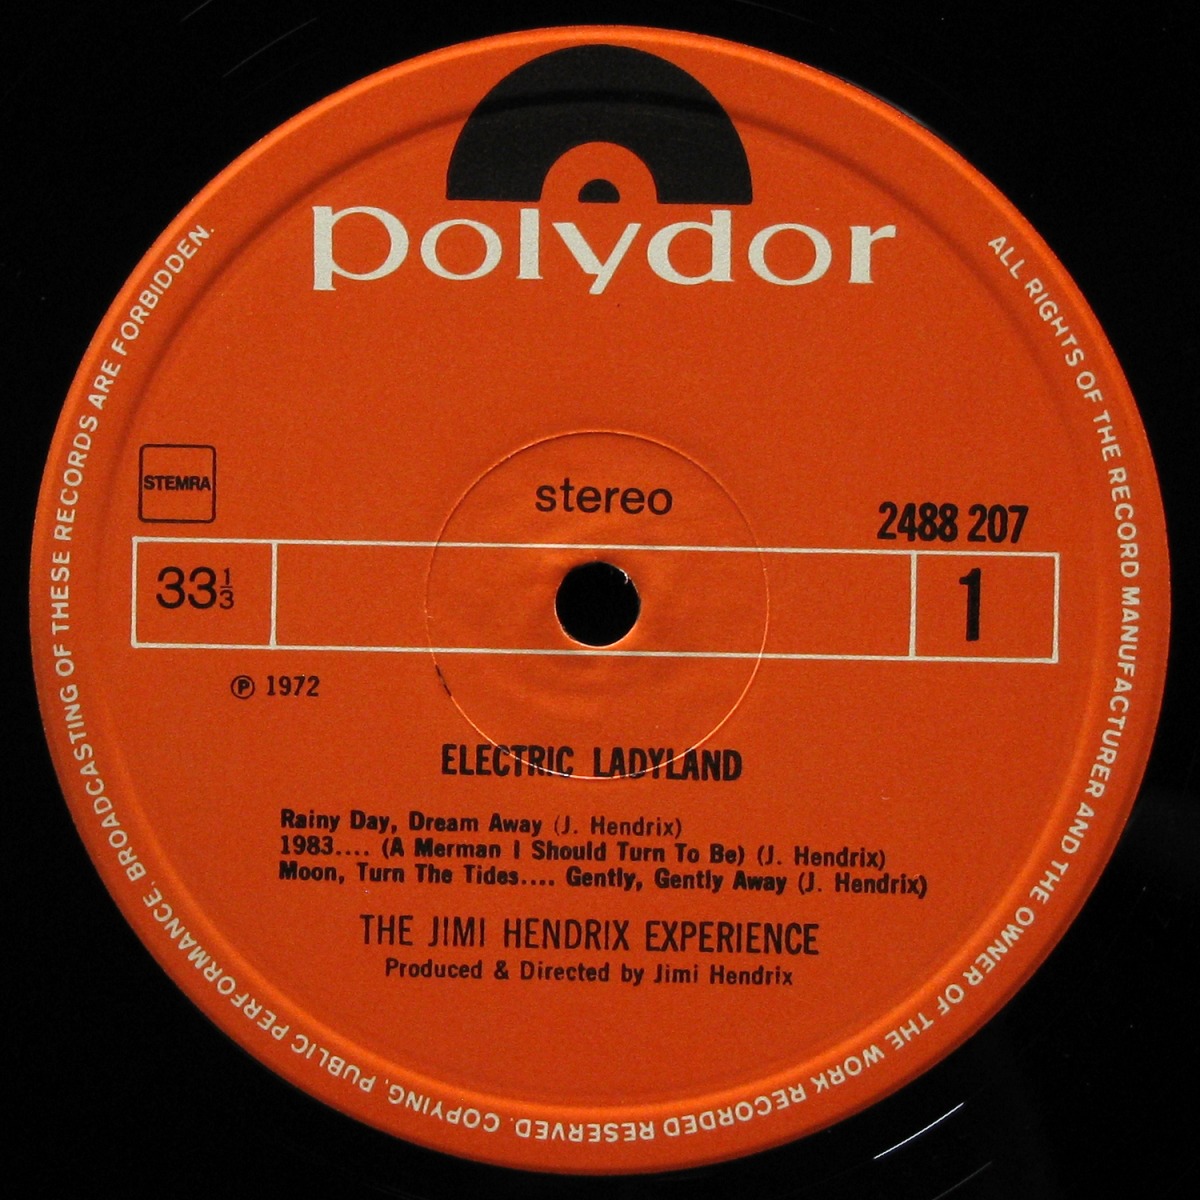 polydor
stereo
STEMRA
2488 207
33 1/3
1
℗ 1972
ELECTRIC LADYLAND
Rainy Day, Dream Away (J. Hendrix)
1983.... (A Merman I Should Turn To Be) (J. Hendrix)
Moon, Turn The Tides.... Gently, Gently Away (J. Hendrix)
THE JIMI HENDRIX EXPERIENCE
Produced & Directed by Jimi Hendrix
ALL RIGHTS OF THE RECORD MANUFACTURER AND THE OWNER OF THE WORK RECORDED RESERVED. COPYING, PUBLIC PERFORMANCE, BROADCASTING OF THESE RECORDS ARE FORBIDDEN.